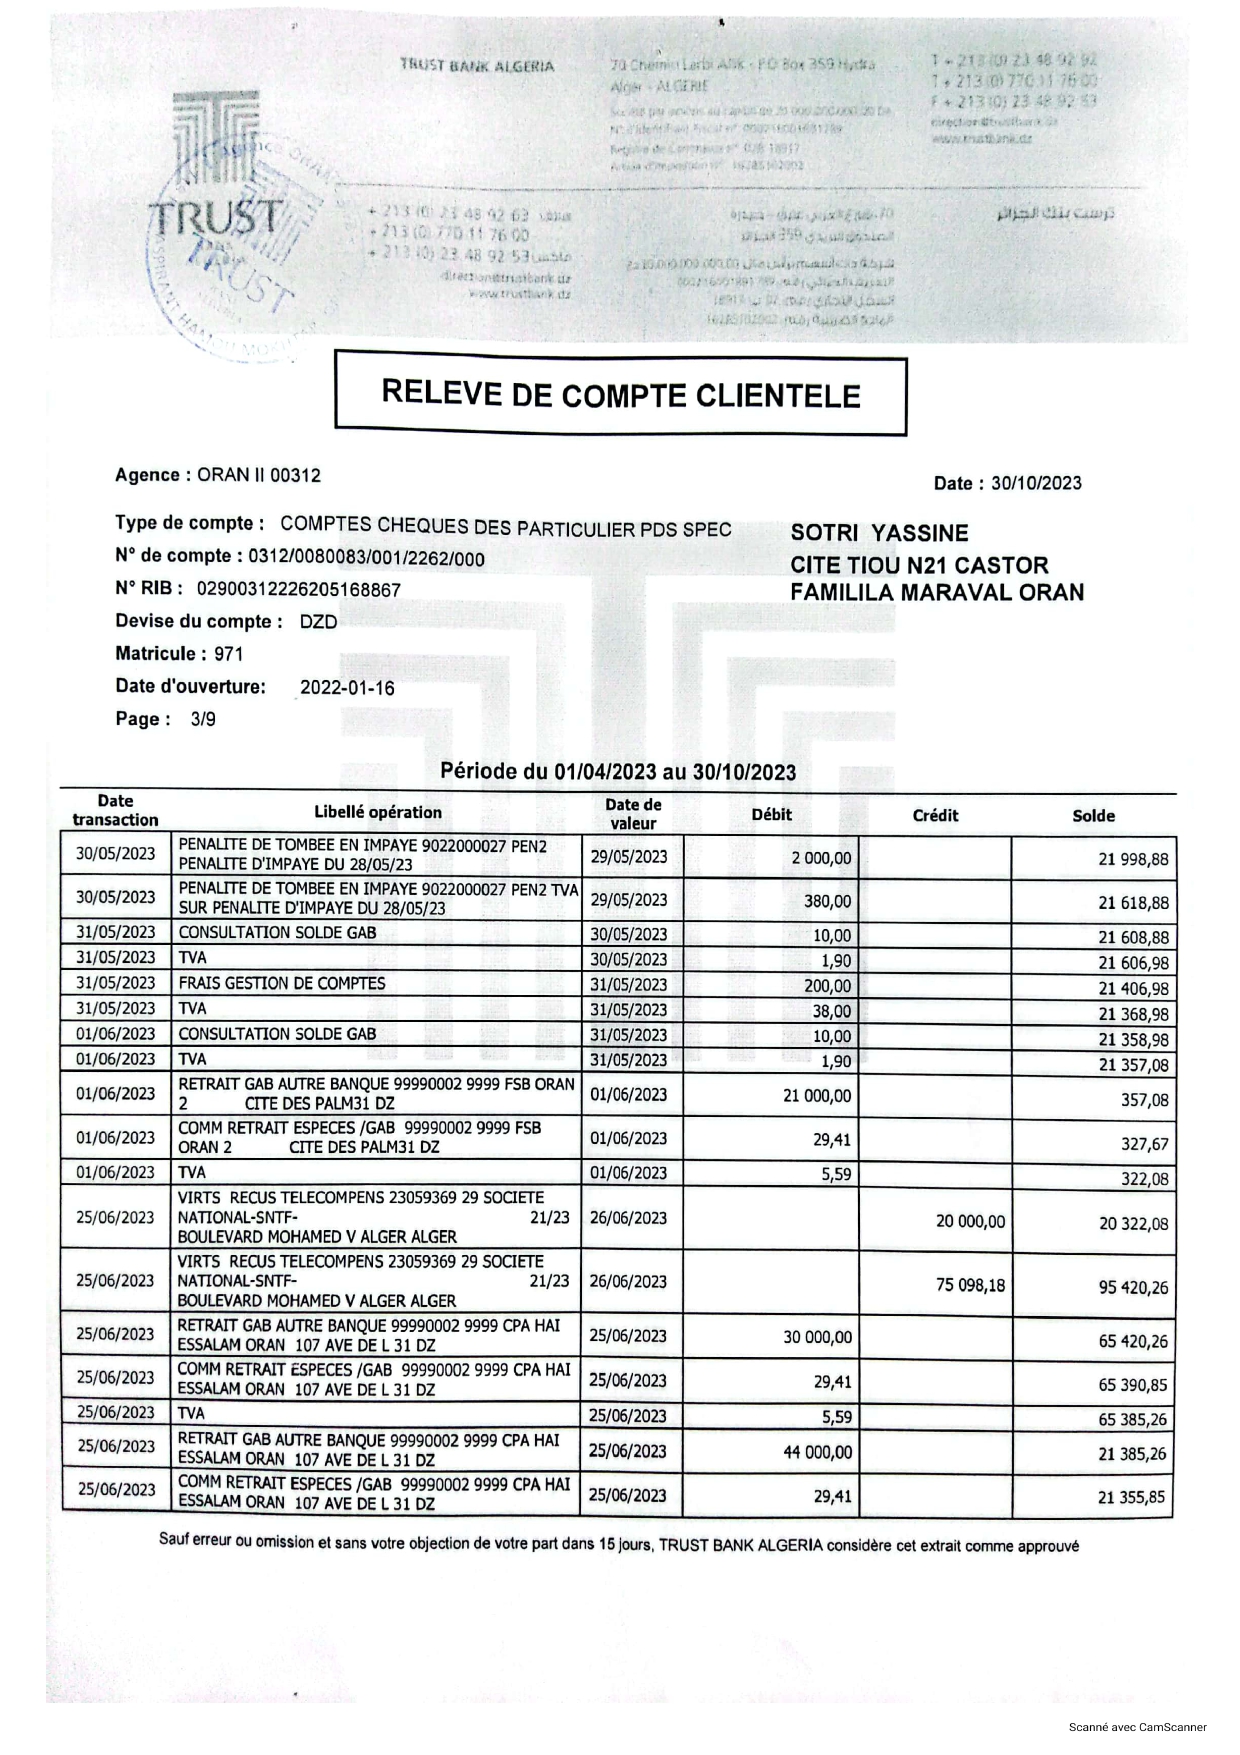 TRUST BANK ALGERIA
70 Chemin Larbi Allik - PO Box 359 Hydra
Alger - ALGERIE
T + 213 (0) 23 48 92 92
T + 213 (0) 770 11 76 00
F + 213 (0) 23 48 92 53
direction@trustbank.dz
www.trustbank.dz
TRUST
TRUST
+ 213 (0) 23 48 92 63
+ 213 (0) 770 11 76 00
+ 213 (0) 23 48 92 53 فاكس
direction@trustbank.dz
www.trustbank.dz
ترست بنك الجزائر
RELEVE DE COMPTE CLIENTELE
Agence : ORAN II 00312
Date : 30/10/2023
Type de compte : COMPTES CHEQUES DES PARTICULIER PDS SPEC
N° de compte : 0312/0080083/001/2262/000
N° RIB : 02900312226205168867
Devise du compte : DZD
Matricule : 971
Date d'ouverture: 2022-01-16
Page : 3/9
SOTRI YASSINE
CITE TIOU N21 CASTOR
FAMILILA MARAVAL ORAN
Période du 01/04/2023 au 30/10/2023
Date transaction Libellé opération Date de valeur Débit Crédit Solde
30/05/2023 PENALITE DE TOMBEE EN IMPAYE 9022000027 PEN2 29/05/2023 2 000,00 21 998,88
PENALITE D'IMPAYE DU 28/05/23
30/05/2023 PENALITE DE TOMBEE EN IMPAYE 9022000027 PEN2 TVA 29/05/2023 380,00 21 618,88
SUR PENALITE D'IMPAYE DU 28/05/23
31/05/2023 CONSULTATION SOLDE GAB 30/05/2023 10,00 21 608,88
31/05/2023 TVA 30/05/2023 1,90 21 606,98
31/05/2023 FRAIS GESTION DE COMPTES 31/05/2023 200,00 21 406,98
31/05/2023 TVA 31/05/2023 38,00 21 368,98
01/06/2023 CONSULTATION SOLDE GAB 31/05/2023 10,00 21 358,98
01/06/2023 TVA 31/05/2023 1,90 21 357,08
01/06/2023 RETRAIT GAB AUTRE BANQUE 99990002 9999 FSB ORAN 01/06/2023 21 000,00 357,08
2 CITE DES PALM31 DZ
01/06/2023 COMM RETRAIT ESPECES /GAB 99990002 9999 FSB 01/06/2023 29,41 327,67
ORAN 2 CITE DES PALM31 DZ
01/06/2023 TVA 01/06/2023 5,59 322,08
25/06/2023 VIRTS RECUS TELECOMPENS 23059369 29 SOCIETE 26/06/2023 20 000,00 20 322,08
NATIONAL-SNTF- 21/23
BOULEVARD MOHAMED V ALGER ALGER
25/06/2023 VIRTS RECUS TELECOMPENS 23059369 29 SOCIETE 26/06/2023 75 098,18 95 420,26
NATIONAL-SNTF- 21/23
BOULEVARD MOHAMED V ALGER ALGER
25/06/2023 RETRAIT GAB AUTRE BANQUE 99990002 9999 CPA HAI 25/06/2023 30 000,00 65 420,26
ESSALAM ORAN 107 AVE DE L 31 DZ
25/06/2023 COMM RETRAIT ESPECES /GAB 99990002 9999 CPA HAI 25/06/2023 29,41 65 390,85
ESSALAM ORAN 107 AVE DE L 31 DZ
25/06/2023 TVA 25/06/2023 5,59 65 385,26
25/06/2023 RETRAIT GAB AUTRE BANQUE 99990002 9999 CPA HAI 25/06/2023 44 000,00 21 385,26
ESSALAM ORAN 107 AVE DE L 31 DZ
25/06/2023 COMM RETRAIT ESPECES /GAB 99990002 9999 CPA HAI 25/06/2023 29,41 21 355,85
ESSALAM ORAN 107 AVE DE L 31 DZ
Sauf erreur ou omission et sans votre objection de votre part dans 15 jours, TRUST BANK ALGERIA considère cet extrait comme approuvé
Scanné avec CamScanner